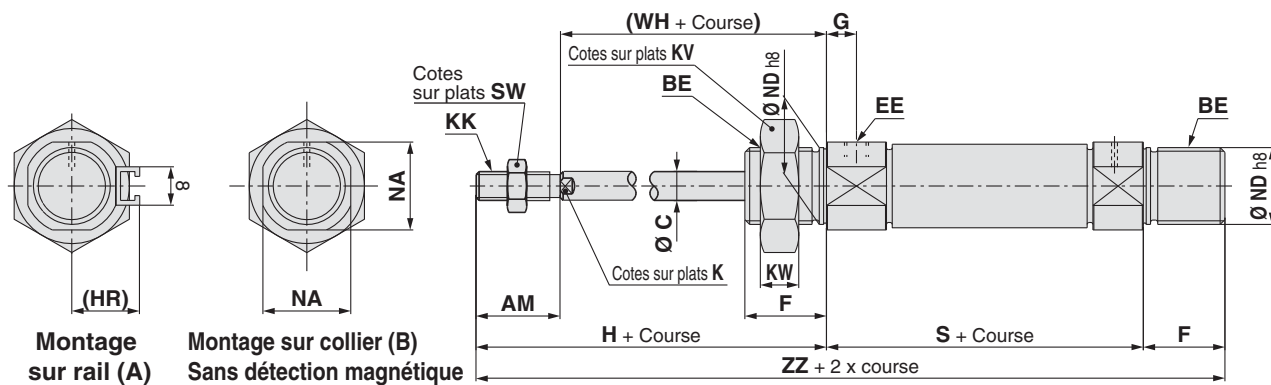 (WH + Course)
G
Cotes sur plats KV
Ø ND h8
Cotes
sur plats SW
BE
EE
BE
KK
NA
8
Ø C
Ø ND h8
Cotes sur plats K
KW
(HR)
NA
AM
F
Montage
sur rail (A)
Montage sur collier (B)
Sans détection magnétique
H + Course
S + Course
F
ZZ + 2 x course